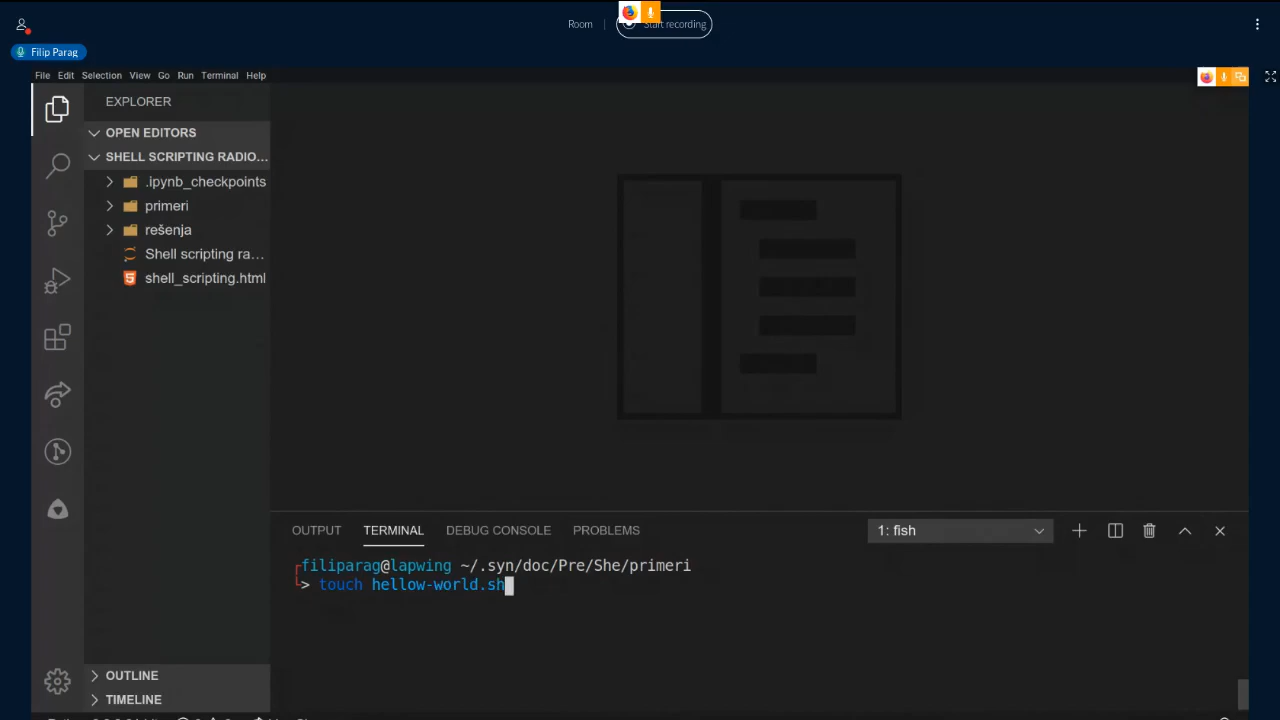 Room
Start recording
Filip Parag
File Edit Selection View Go Run Terminal Help
EXPLORER
OPEN EDITORS
SHELL SCRIPTING RADIO...
.ipynb_checkpoints
primeri
rešenja
Shell scripting ra...
shell_scripting.html
OUTPUT TERMINAL DEBUG CONSOLE PROBLEMS
1: fish
filiparag@lapwing ~/.syn/doc/Pre/She/primeri
> touch hellow-world.sh
OUTLINE
TIMELINE